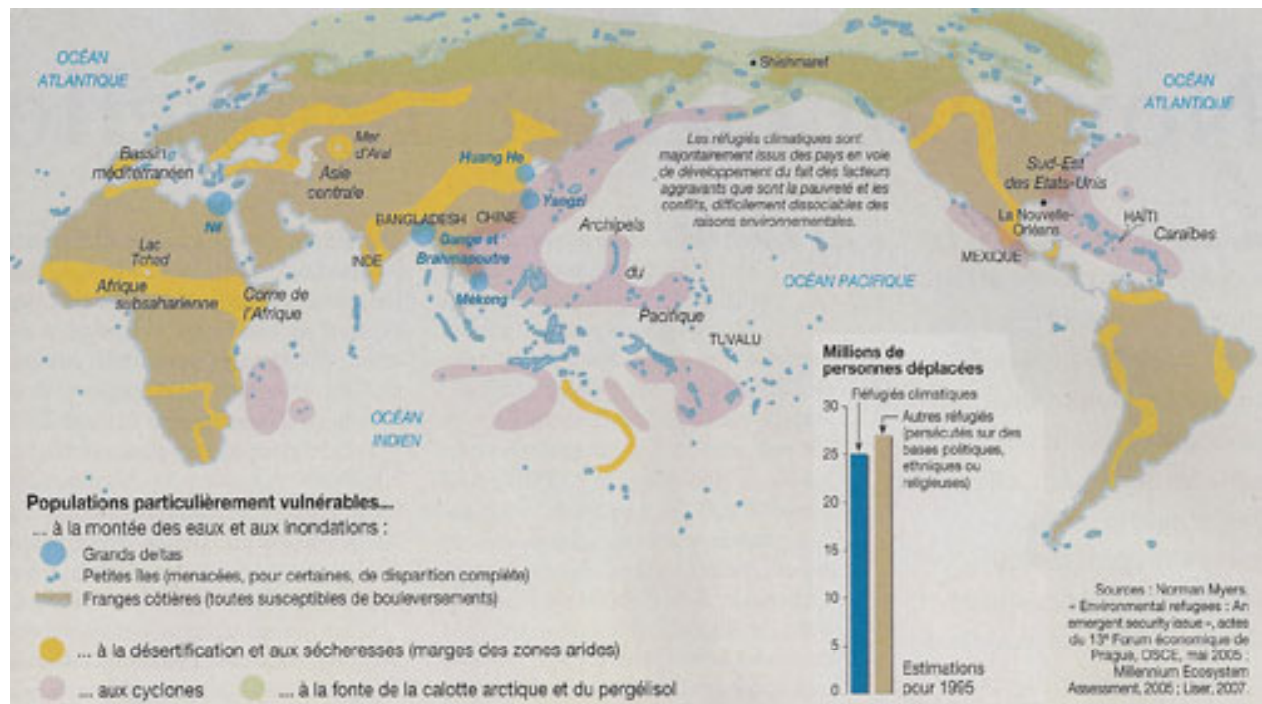 OCÉAN
ATLANTIQUE
Shishmaref
OCÉAN
ATLANTIQUE
Bassin
méditerranéen
Mer
d'Aral
Asie
centrale
Huang He
Les réfugiés climatiques sont
majoritairement issus des pays en voie
de développement du fait des facteurs
aggravants que sont la pauvreté et les
conflits, difficilement dissociables des
raisons environnementales.
Sud-Est
des Etats-Unis
Nil
BANGLADESH
CHINE
Yangzi
Archipels
du
Pacifique
La Nouvelle-
Orléans
HAÏTI
Caraïbes
Lac
Tchad
INDE
Gange et
Brahmapoutre
MEXIQUE
Afrique
subsaharienne
Corne de
l'Afrique
Mékong
OCÉAN PACIFIQUE
TUVALU
OCÉAN
INDIEN
Millions de
personnes déplacées
Réfugiés climatiques
Autres réfugiés
(persécutés sur des
bases politiques,
ethniques ou
religieuses)
30
25
20
15
10
5
0
Estimations
pour 1995
Populations particulièrement vulnérables...
... à la montée des eaux et aux inondations :
Grands deltas
Petites îles (menacées, pour certaines, de disparition complète)
Franges côtières (toutes susceptibles de bouleversements)
... à la désertification et aux sécheresses (marges des zones arides)
... aux cyclones
... à la fonte de la calotte arctique et du pergélisol
Sources : Norman Myers,
« Environmental refugees : An
emergent security issue », actes
du 13e Forum économique de
Prague, OSCE, mai 2005 ;
Millennium Ecosystem
Assessment, 2005 ; Liser, 2007.